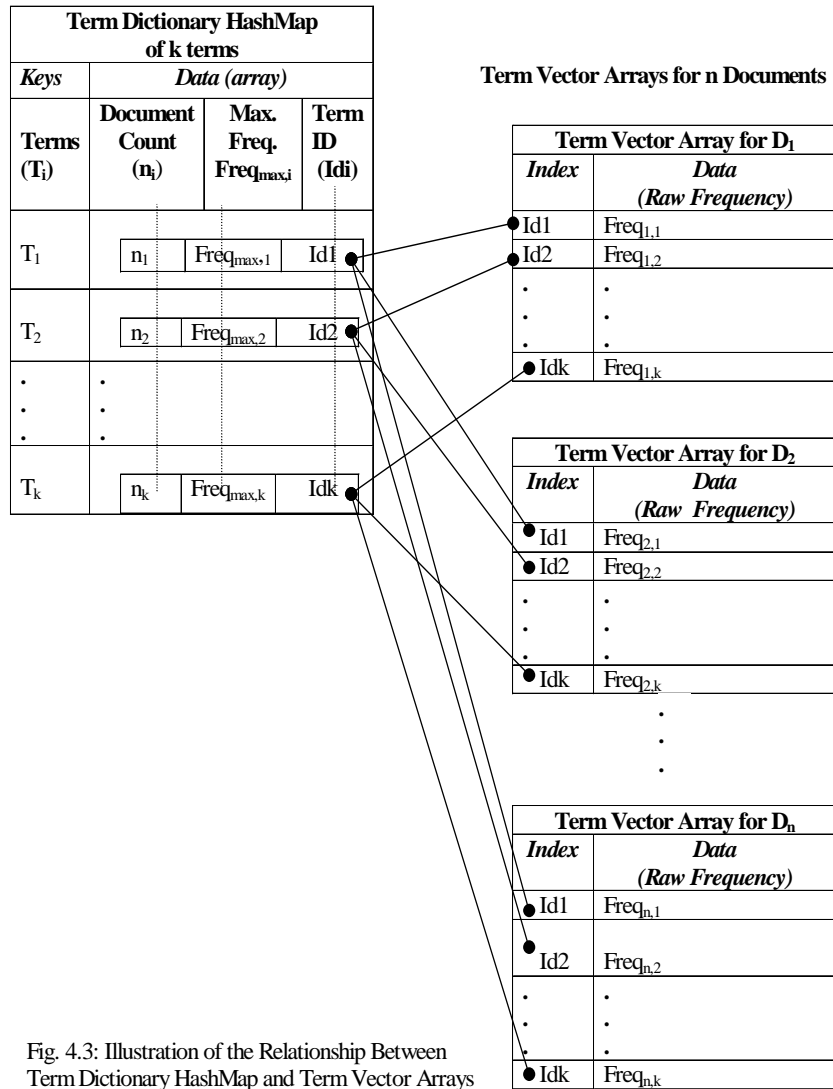 Term Dictionary HashMap
of k terms
Keys Data (array)
Terms
(Ti)
Document
Count
(ni)
Max.
Freq.
Freqmax,i
Term
ID
(Idi)
T1 n1 Freqmax,1 Id1
T2 n2 Freqmax,2 Id2
. .
. .
. .
Tk nk Freqmax,k Idk
Term Vector Arrays for n Documents
Term Vector Array for D1
Index Data
(Raw Frequency)
Id1 Freq1,1
Id2 Freq1,2
. .
. .
. .
Idk Freq1,k
Term Vector Array for D2
Index Data
(Raw Frequency)
Id1 Freq2,1
Id2 Freq2,2
. .
. .
. .
Idk Freq2,k
.
.
.
Term Vector Array for Dn
Index Data
(Raw Frequency)
Id1 Freqn,1
Id2 Freqn,2
. .
. .
. .
Idk Freqn,k
Fig. 4.3: Illustration of the Relationship Between
Term Dictionary HashMap and Term Vector Arrays